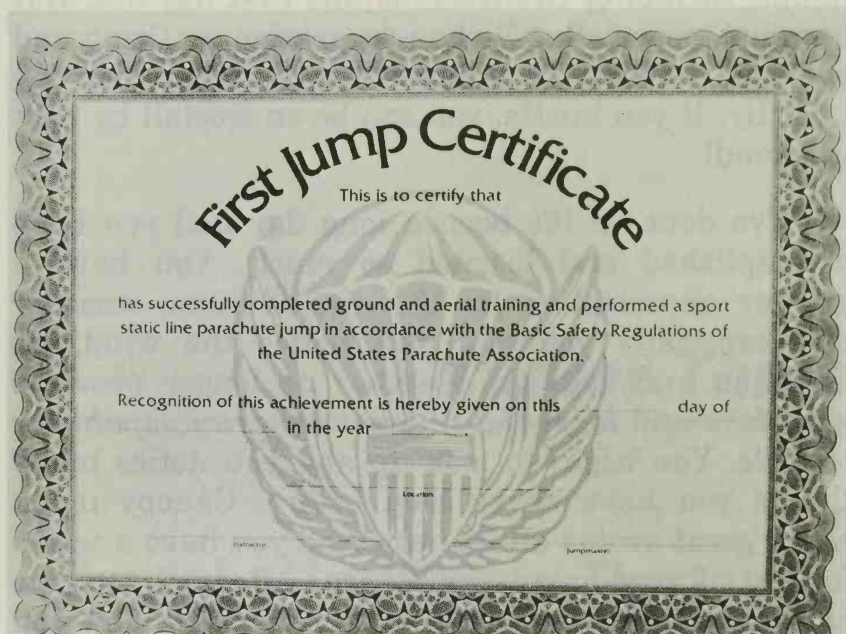 First Jump Certificate
This is to certify that
has successfully completed ground and aerial training and performed a sport
static line parachute jump in accordance with the Basic Safety Regulations of
the United States Parachute Association.
Recognition of this achievement is hereby given on this day of
in the year
Location
Instructor Jumpmaster